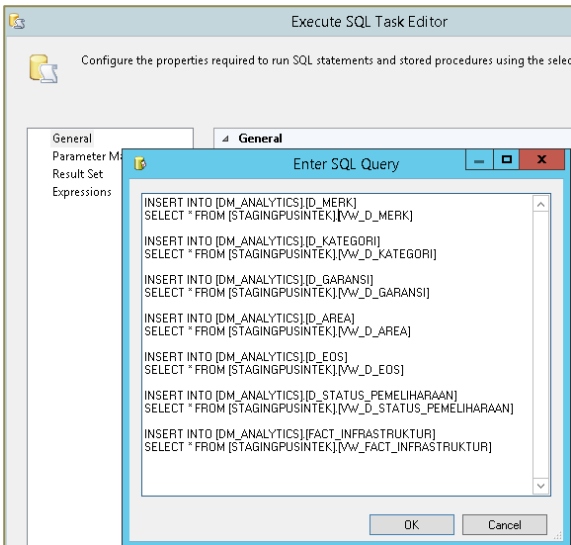 Execute SQL Task Editor
Configure the properties required to run SQL statements and stored procedures using the selec
General
Parameter Ma
Result Set
Expressions
General
Enter SQL Query
INSERT INTO [DM_ANALYTICS].[D_MERK]
SELECT * FROM [STAGINGPUSINTEK].[VW_D_MERK]
INSERT INTO [DM_ANALYTICS].[D_KATEGORI]
SELECT * FROM [STAGINGPUSINTEK].[VW_D_KATEGORI]
INSERT INTO [DM_ANALYTICS].[D_GARANSI]
SELECT * FROM [STAGINGPUSINTEK].[VW_D_GARANSI]
INSERT INTO [DM_ANALYTICS].[D_AREA]
SELECT * FROM [STAGINGPUSINTEK].[VW_D_AREA]
INSERT INTO [DM_ANALYTICS].[D_EOS]
SELECT * FROM [STAGINGPUSINTEK].[VW_D_EOS]
INSERT INTO [DM_ANALYTICS].[D_STATUS_PEMELIHARAAN]
SELECT * FROM [STAGINGPUSINTEK].[VW_D_STATUS_PEMELIHARAAN]
INSERT INTO [DM_ANALYTICS].[FACT_INFRASTRUKTUR]
SELECT * FROM [STAGINGPUSINTEK].[VW_FACT_INFRASTRUKTUR]
OK
Cancel